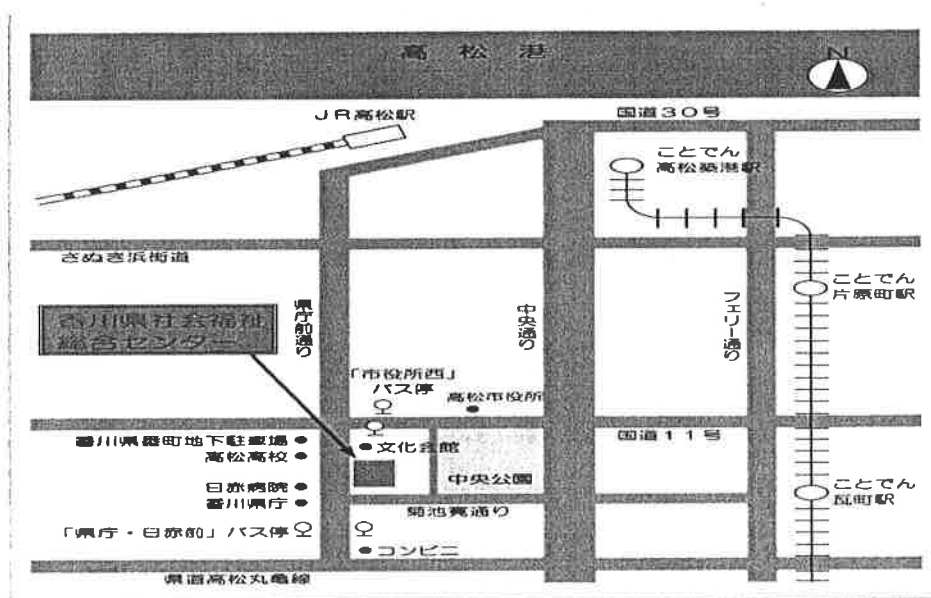 高松港
N
JR高松駅
国道30号
ことでん
高松築港駅
さぬき浜街道
県庁前通り
中央通り
フェリー通り
ことでん
片原町駅
香川県社会福祉
総合センター
「市役所西」
バス停
高松市役所
香川県番町地下駐車場
高松高校
文化会館
国道11号
日赤病院
香川県庁
中央公園
ことでん
瓦町駅
菊池寛通り
「県庁・日赤前」バス停
コンビニ
県道高松丸亀線